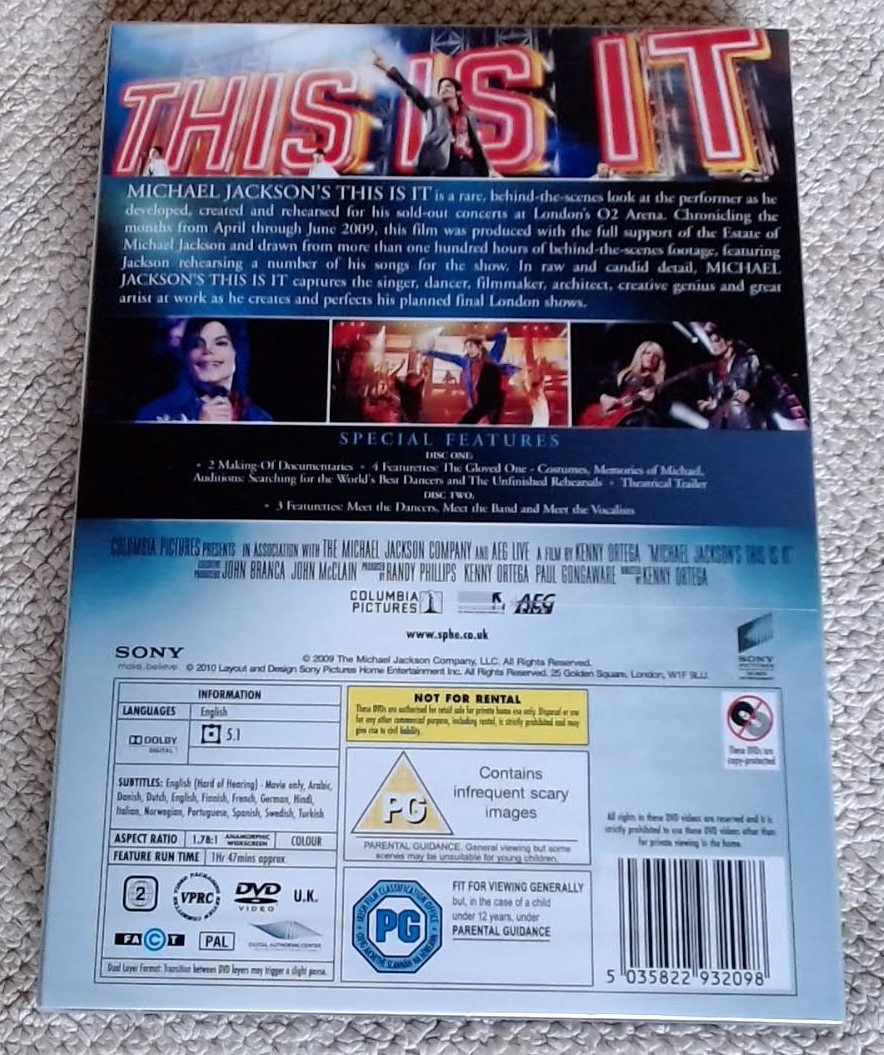 THIS IS IT
MICHAEL JACKSON'S THIS IS IT is a rare, behind-the-scenes look at the performer as he
developed, created and rehearsed for his sold-out concerts at London's O2 Arena. Chronicling the
months from April through June 2009, this film was produced with the full support of the Estate of
Michael Jackson and drawn from more than one hundred hours of behind-the-scenes footage, featuring
Jackson rehearsing a number of his songs for the show. In raw and candid detail, MICHAEL
JACKSON'S THIS IS IT captures the singer, dancer, filmmaker, architect, creative genius and great
artist at work as he creates and perfects his planned final London shows.
SPECIAL FEATURES
DISC ONE:
• 2 Making-Of Documentaries • 4 Featurettes: The Gloved One - Costumes, Memories of Michael,
Auditions: Searching for the World's Best Dancers and The Unfinished Rehearsals • Theatrical Trailer
DISC TWO:
• 3 Featurettes: Meet the Dancers, Meet the Band and Meet the Vocalists
COLUMBIA PICTURES PRESENTS IN ASSOCIATION WITH THE MICHAEL JACKSON COMPANY AND AEG LIVE A FILM BY KENNY ORTEGA "MICHAEL JACKSON'S THIS IS IT"
EXECUTIVE PRODUCERS JOHN BRANCA JOHN McCLAIN PRODUCED BY RANDY PHILLIPS KENNY ORTEGA PAUL GONGAWARE DIRECTED BY KENNY ORTEGA
COLUMBIA
PICTURES
AEG
www.sphe.co.uk
SONY
make.believe
SONY
PICTURES
© 2009 The Michael Jackson Company, LLC. All Rights Reserved.
© 2010 Layout and Design Sony Pictures Home Entertainment Inc. All Rights Reserved. 25 Golden Square, London, W1F 9LU.
INFORMATION
LANGUAGES English
DOLBY
DIGITAL
5.1
SUBTITLES: English (Hard of Hearing) - Movie only, Arabic,
Danish, Dutch, English, Finnish, French, German, Hindi,
Italian, Norwegian, Portuguese, Spanish, Swedish, Turkish
ASPECT RATIO 1.78:1 ANAMORPHIC WIDESCREEN COLOUR
FEATURE RUN TIME 1Hr 47mins approx.
2
VPRC
DVD
VIDEO
U.K.
FACT
PAL
DIGITAL AUTHORING CENTER
Dual Layer Format: Transition between DVD layers may trigger a slight pause.
NOT FOR RENTAL
These DVDs are authorised for retail sale for private home use only. Disposal or use
for any other commercial purpose, including rental, is strictly prohibited and may
give rise to civil liability.
PG
Contains
infrequent scary
images
PARENTAL GUIDANCE. General viewing but some
scenes may be unsuitable for young children.
IRISH FILM CLASSIFICATION OFFICE
PG
FIT FOR VIEWING GENERALLY
but, in the case of a child
under 12 years, under
PARENTAL GUIDANCE
These DVDs are
copy-protected
All rights in these DVD videos are reserved and it is
strictly prohibited to use these DVD videos other than
for private viewing in the home.
5 035822 932098